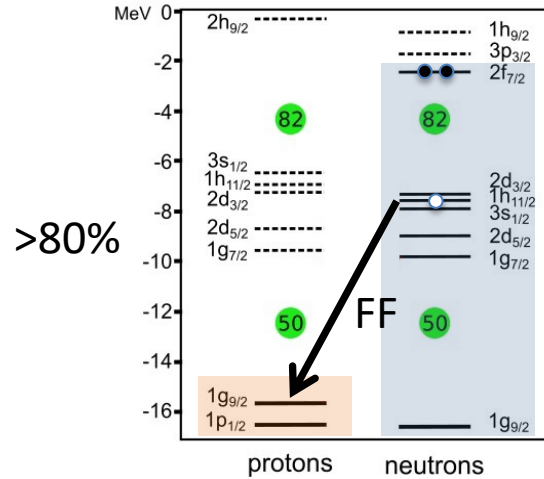 MeV 0
-2
-4
-6
-8
-10
-12
-14
-16
>80%
2h9/2
82
3s1/2
1h11/2
2d3/2
2d5/2
1g7/2
50
1g9/2
1p1/2
FF
1h9/2
3p3/2
2f7/2
82
2d3/2
1h11/2
3s1/2
2d5/2
1g7/2
50
1g9/2
protons
neutrons